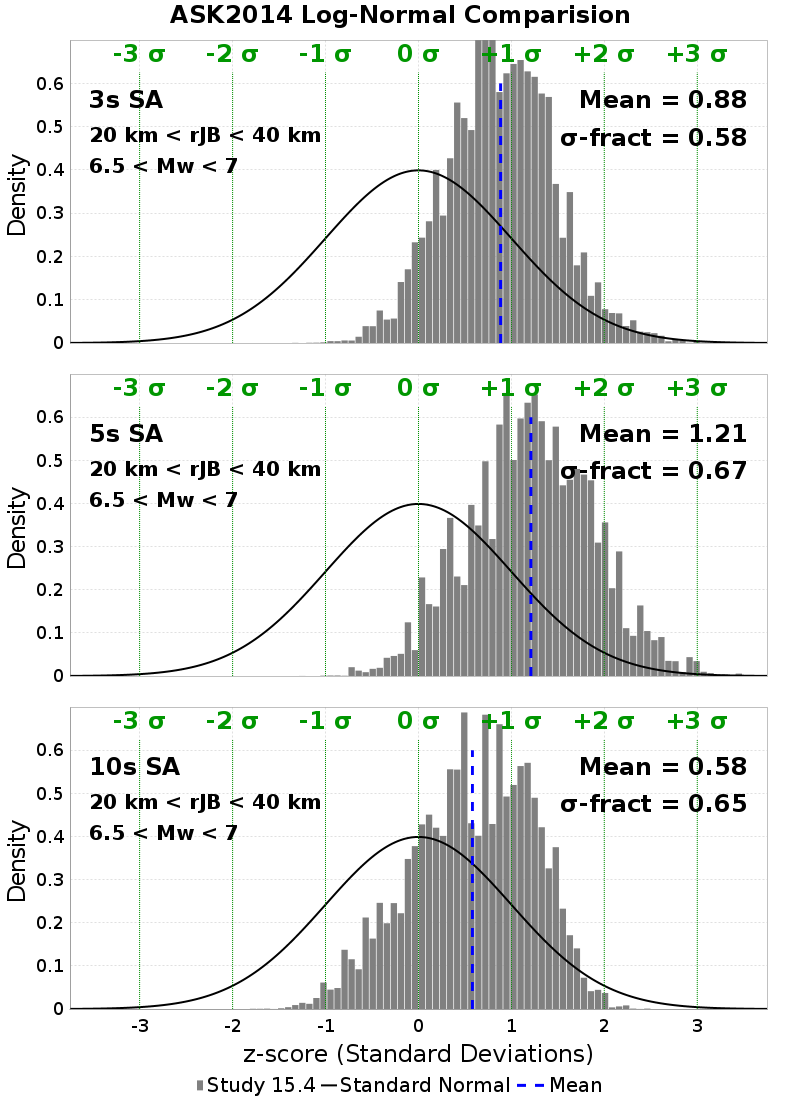 ASK2014 Log-Normal Comparision
-3 σ -2 σ -1 σ 0 σ +1 σ +2 σ +3 σ
3s SA
20 km < rJB < 40 km
6.5 < Mw < 7
Mean = 0.88
σ-fract = 0.58
Density
0.6
0.5
0.4
0.3
0.2
0.1
0
-3 σ -2 σ -1 σ 0 σ +1 σ +2 σ +3 σ
5s SA
20 km < rJB < 40 km
6.5 < Mw < 7
Mean = 1.21
σ-fract = 0.67
Density
0.6
0.5
0.4
0.3
0.2
0.1
0
-3 σ -2 σ -1 σ 0 σ +1 σ +2 σ +3 σ
10s SA
20 km < rJB < 40 km
6.5 < Mw < 7
Mean = 0.58
σ-fract = 0.65
Density
0.6
0.5
0.4
0.3
0.2
0.1
0
-3 -2 -1 0 1 2 3
z-score (Standard Deviations)
Study 15.4 Standard Normal Mean